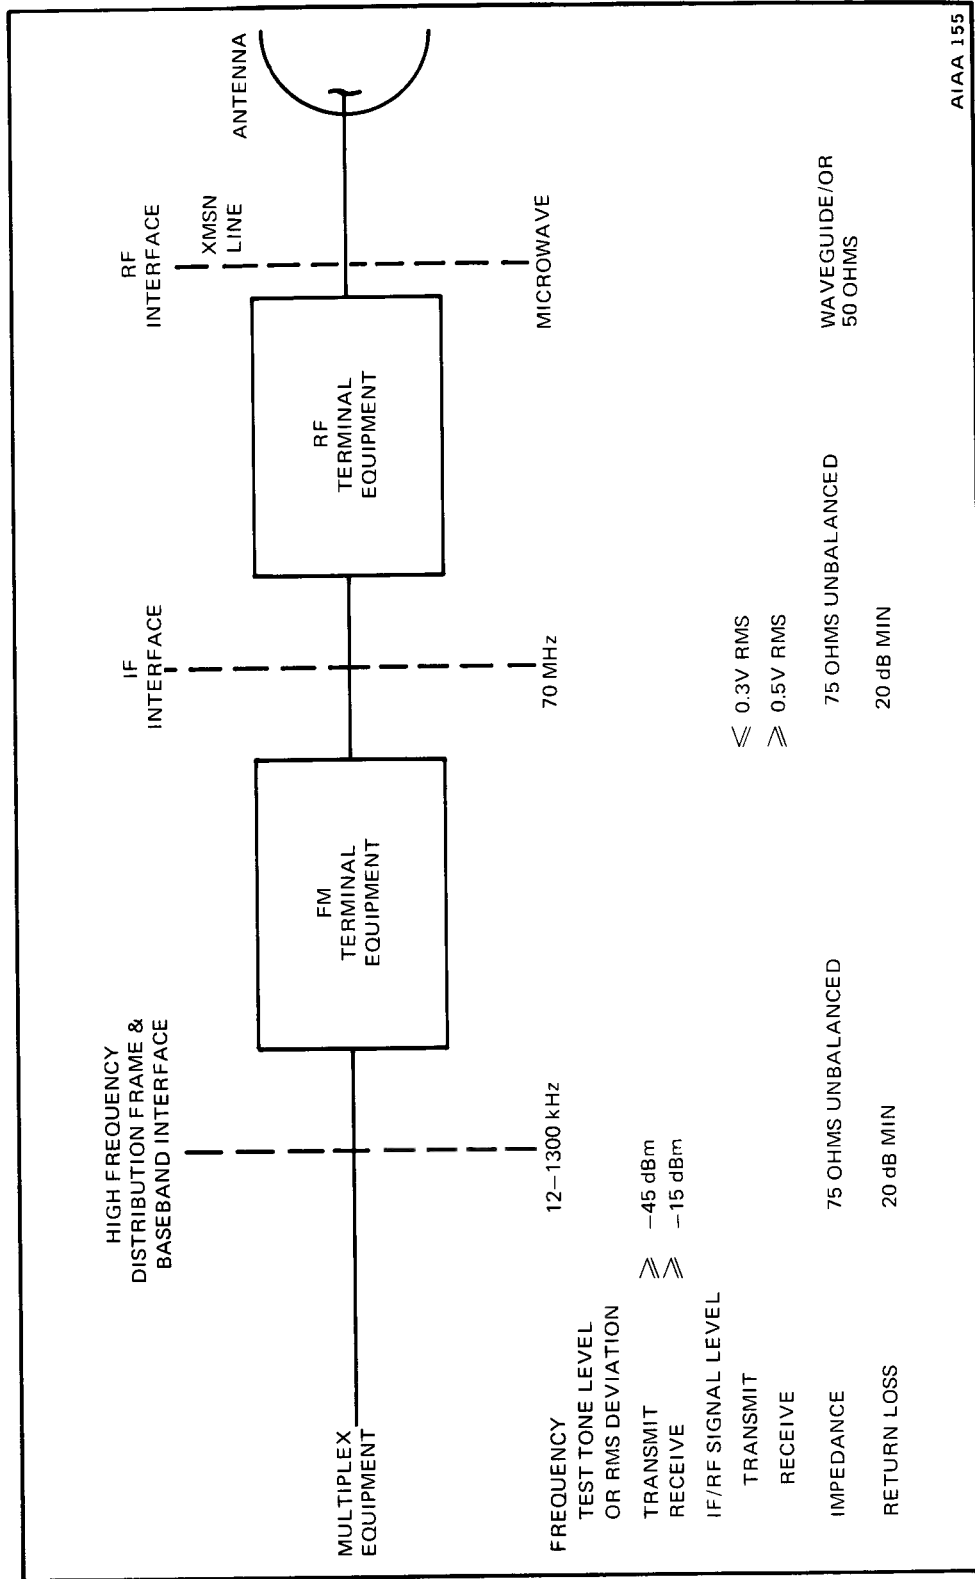 HIGH FREQUENCY
DISTRIBUTION FRAME &
BASEBAND INTERFACE
IF
INTERFACE
RF
INTERFACE
XMSN
LINE
ANTENNA
MULTIPLEX
EQUIPMENT
FM
TERMINAL
EQUIPMENT
RF
TERMINAL
EQUIPMENT
FREQUENCY 12–1300 kHz 70 MHz MICROWAVE
TEST TONE LEVEL
OR RMS DEVIATION
TRANSMIT ⩾ −45 dBm
RECEIVE ⩾ −15 dBm
IF/RF SIGNAL LEVEL
TRANSMIT ⩽ 0.3V RMS
RECEIVE ⩾ 0.5V RMS
IMPEDANCE 75 OHMS UNBALANCED 75 OHMS UNBALANCED WAVEGUIDE/OR
50 OHMS
RETURN LOSS 20 dB MIN 20 dB MIN
AIAA 155